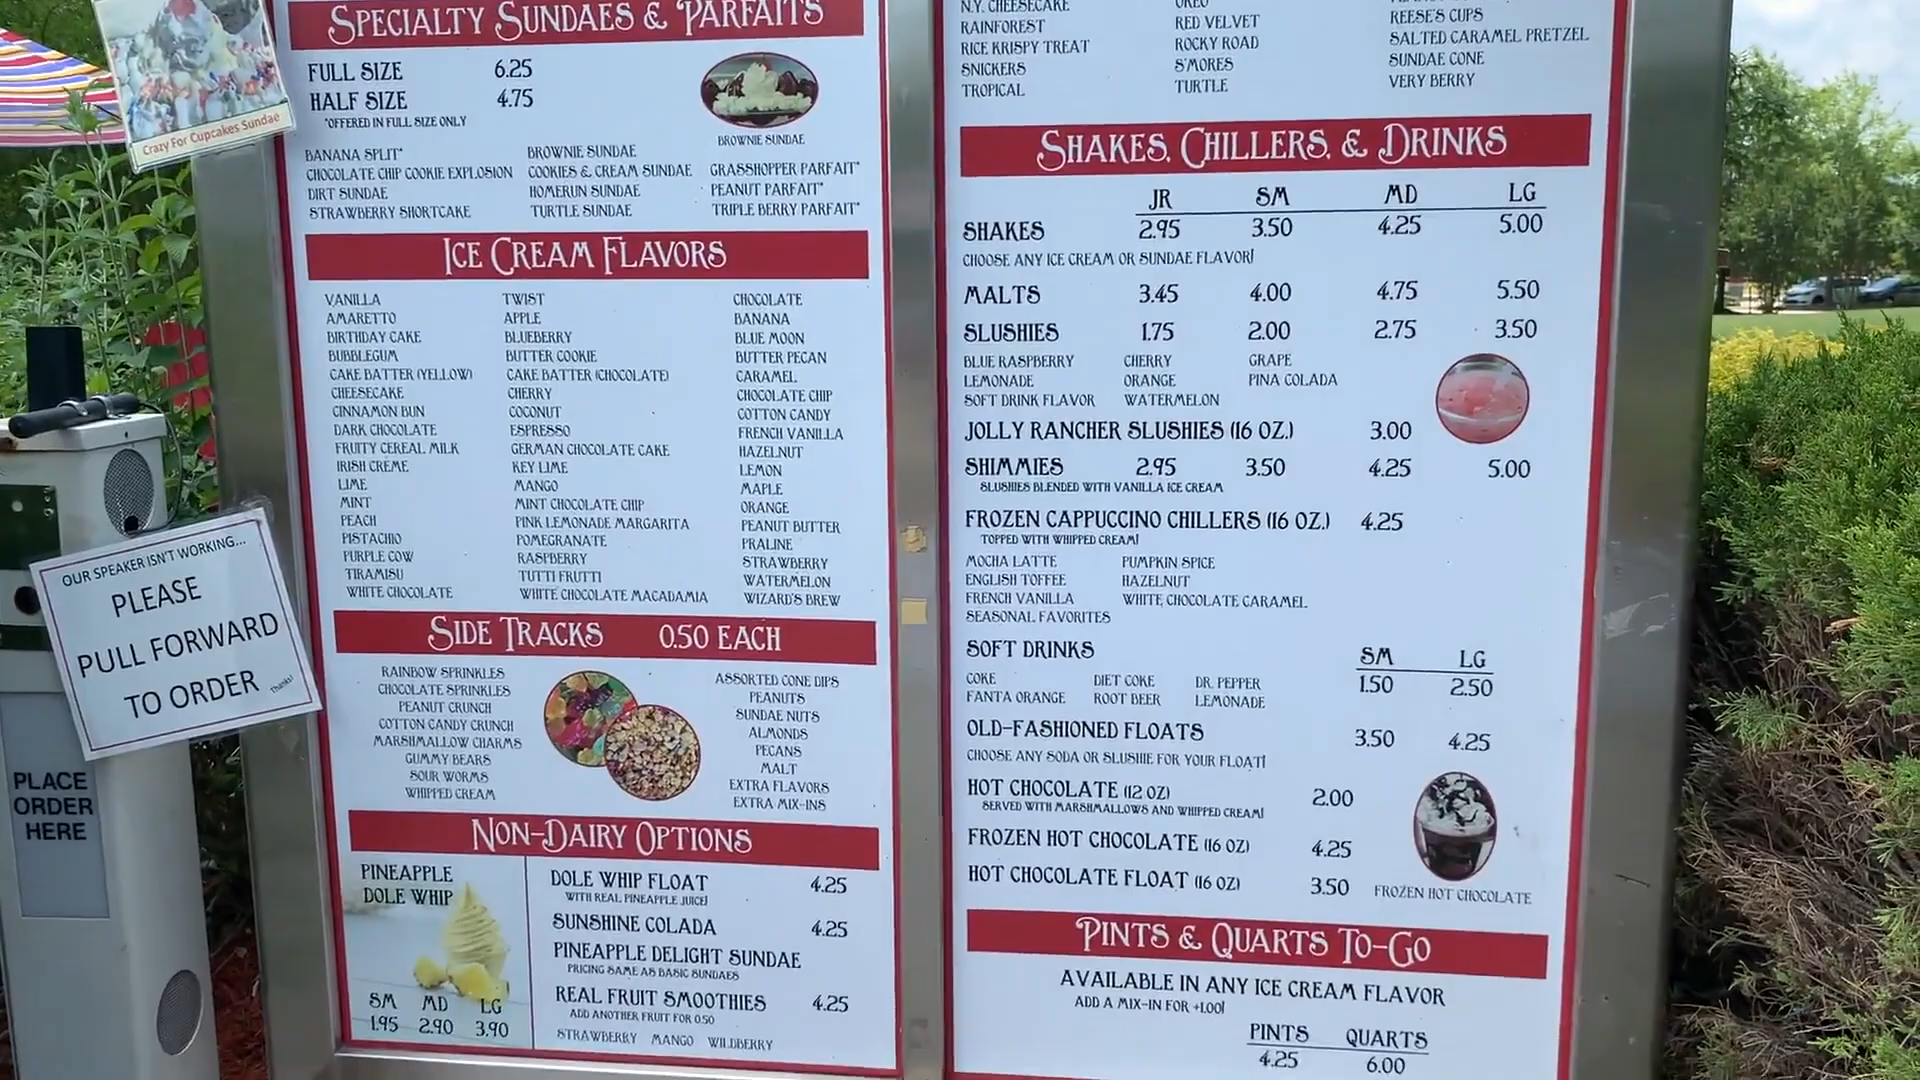 Crazy For Cupcakes Sundae
SPECIALTY SUNDAES & PARFAITS
FULL SIZE 6.25
HALF SIZE 4.75
*OFFERED IN FULL SIZE ONLY
BROWNIE SUNDAE
BANANA SPLIT* BROWNIE SUNDAE
CHOCOLATE CHIP COOKIE EXPLOSION COOKIES & CREAM SUNDAE GRASSHOPPER PARFAIT*
DIRT SUNDAE HOMERUN SUNDAE PEANUT PARFAIT*
STRAWBERRY SHORTCAKE TURTLE SUNDAE TRIPLE BERRY PARFAIT*
ICE CREAM FLAVORS
VANILLA TWIST CHOCOLATE
AMARETTO APPLE BANANA
BIRTHDAY CAKE BLUEBERRY BLUE MOON
BUBBLEGUM BUTTER COOKIE BUTTER PECAN
CAKE BATTER (YELLOW) CAKE BATTER (CHOCOLATE) CARAMEL
CHEESECAKE CHERRY CHOCOLATE CHIP
CINNAMON BUN COCONUT COTTON CANDY
DARK CHOCOLATE ESPRESSO FRENCH VANILLA
FRUITY CEREAL MILK GERMAN CHOCOLATE CAKE HAZELNUT
IRISH CREME KEY LIME LEMON
LIME MANGO MAPLE
MINT MINT CHOCOLATE CHIP ORANGE
PEACH PINK LEMONADE MARGARITA PEANUT BUTTER
PISTACHIO POMEGRANATE PRALINE
PURPLE COW RASPBERRY STRAWBERRY
TIRAMISU TUTTI FRUTTI WATERMELON
WHITE CHOCOLATE WHITE CHOCOLATE MACADAMIA WIZARD'S BREW
SIDE TRACKS 0.50 EACH
RAINBOW SPRINKLES ASSORTED CONE DIPS
CHOCOLATE SPRINKLES PEANUTS
PEANUT CRUNCH SUNDAE NUTS
COTTON CANDY CRUNCH ALMONDS
MARSHMALLOW CHARMS PECANS
GUMMY BEARS MALT
SOUR WORMS EXTRA FLAVORS
WHIPPED CREAM EXTRA MIX-INS
NON-DAIRY OPTIONS
PINEAPPLE
DOLE WHIP
SM MD LG
1.95 2.90 3.90
DOLE WHIP FLOAT 4.25
WITH REAL PINEAPPLE JUICE!
SUNSHINE COLADA 4.25
PINEAPPLE DELIGHT SUNDAE
PRICING SAME AS BASIC SUNDAES
REAL FRUIT SMOOTHIES 4.25
ADD ANOTHER FRUIT FOR 0.50
STRAWBERRY MANGO WILDBERRY
N.Y. CHEESECAKE OREO
RAINFOREST RED VELVET REESE'S CUPS
RICE KRISPY TREAT ROCKY ROAD SALTED CARAMEL PRETZEL
SNICKERS S'MORES SUNDAE CONE
TROPICAL TURTLE VERY BERRY
SHAKES, CHILLERS, & DRINKS
JR SM MD LG
SHAKES 2.95 3.50 4.25 5.00
CHOOSE ANY ICE CREAM OR SUNDAE FLAVOR!
MALTS 3.45 4.00 4.75 5.50
SLUSHIES 1.75 2.00 2.75 3.50
BLUE RASPBERRY CHERRY GRAPE
LEMONADE ORANGE PINA COLADA
SOFT DRINK FLAVOR WATERMELON
JOLLY RANCHER SLUSHIES (16 OZ.) 3.00
SHIMMIES 2.95 3.50 4.25 5.00
SLUSHIES BLENDED WITH VANILLA ICE CREAM
FROZEN CAPPUCCINO CHILLERS (16 OZ.) 4.25
TOPPED WITH WHIPPED CREAM!
MOCHA LATTE PUMPKIN SPICE
ENGLISH TOFFEE HAZELNUT
FRENCH VANILLA WHITE CHOCOLATE CARAMEL
SEASONAL FAVORITES
SOFT DRINKS SM LG
1.50 2.50
COKE DIET COKE DR. PEPPER
FANTA ORANGE ROOT BEER LEMONADE
OLD-FASHIONED FLOATS 3.50 4.25
CHOOSE ANY SODA OR SLUSHIE FOR YOUR FLOAT!
HOT CHOCOLATE (12 OZ) 2.00
SERVED WITH MARSHMALLOWS AND WHIPPED CREAM!
FROZEN HOT CHOCOLATE (16 OZ) 4.25
HOT CHOCOLATE FLOAT (16 OZ) 3.50
FROZEN HOT CHOCOLATE
PINTS & QUARTS TO-GO
AVAILABLE IN ANY ICE CREAM FLAVOR
ADD A MIX-IN FOR +1.00!
PINTS QUARTS
4.25 6.00
OUR SPEAKER ISN'T WORKING...
PLEASE
PULL FORWARD
TO ORDER Thanks!
PLACE
ORDER
HERE